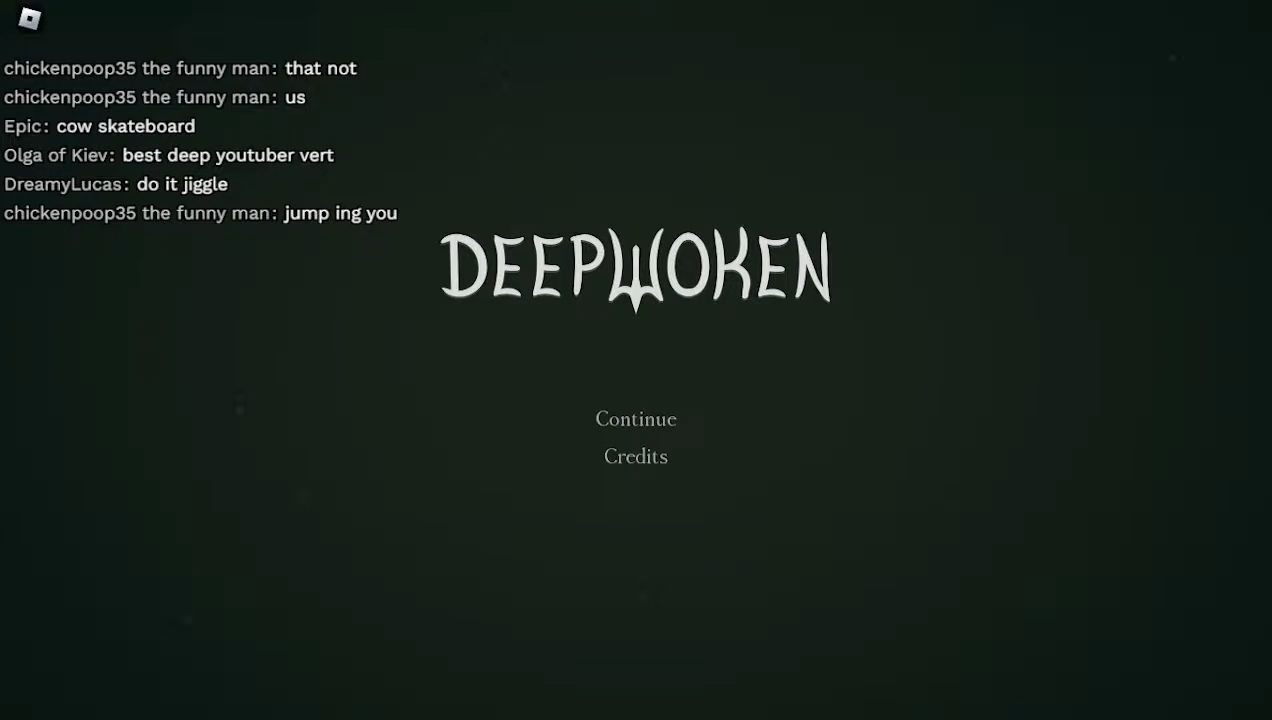 chickenpoop35 the funny man: that not
chickenpoop35 the funny man: us
Epic: cow skateboard
Olga of Kiev: best deep youtuber vert
DreamyLucas: do it jiggle
chickenpoop35 the funny man: jump ing you
DEEPWOKEN
Continue
Credits